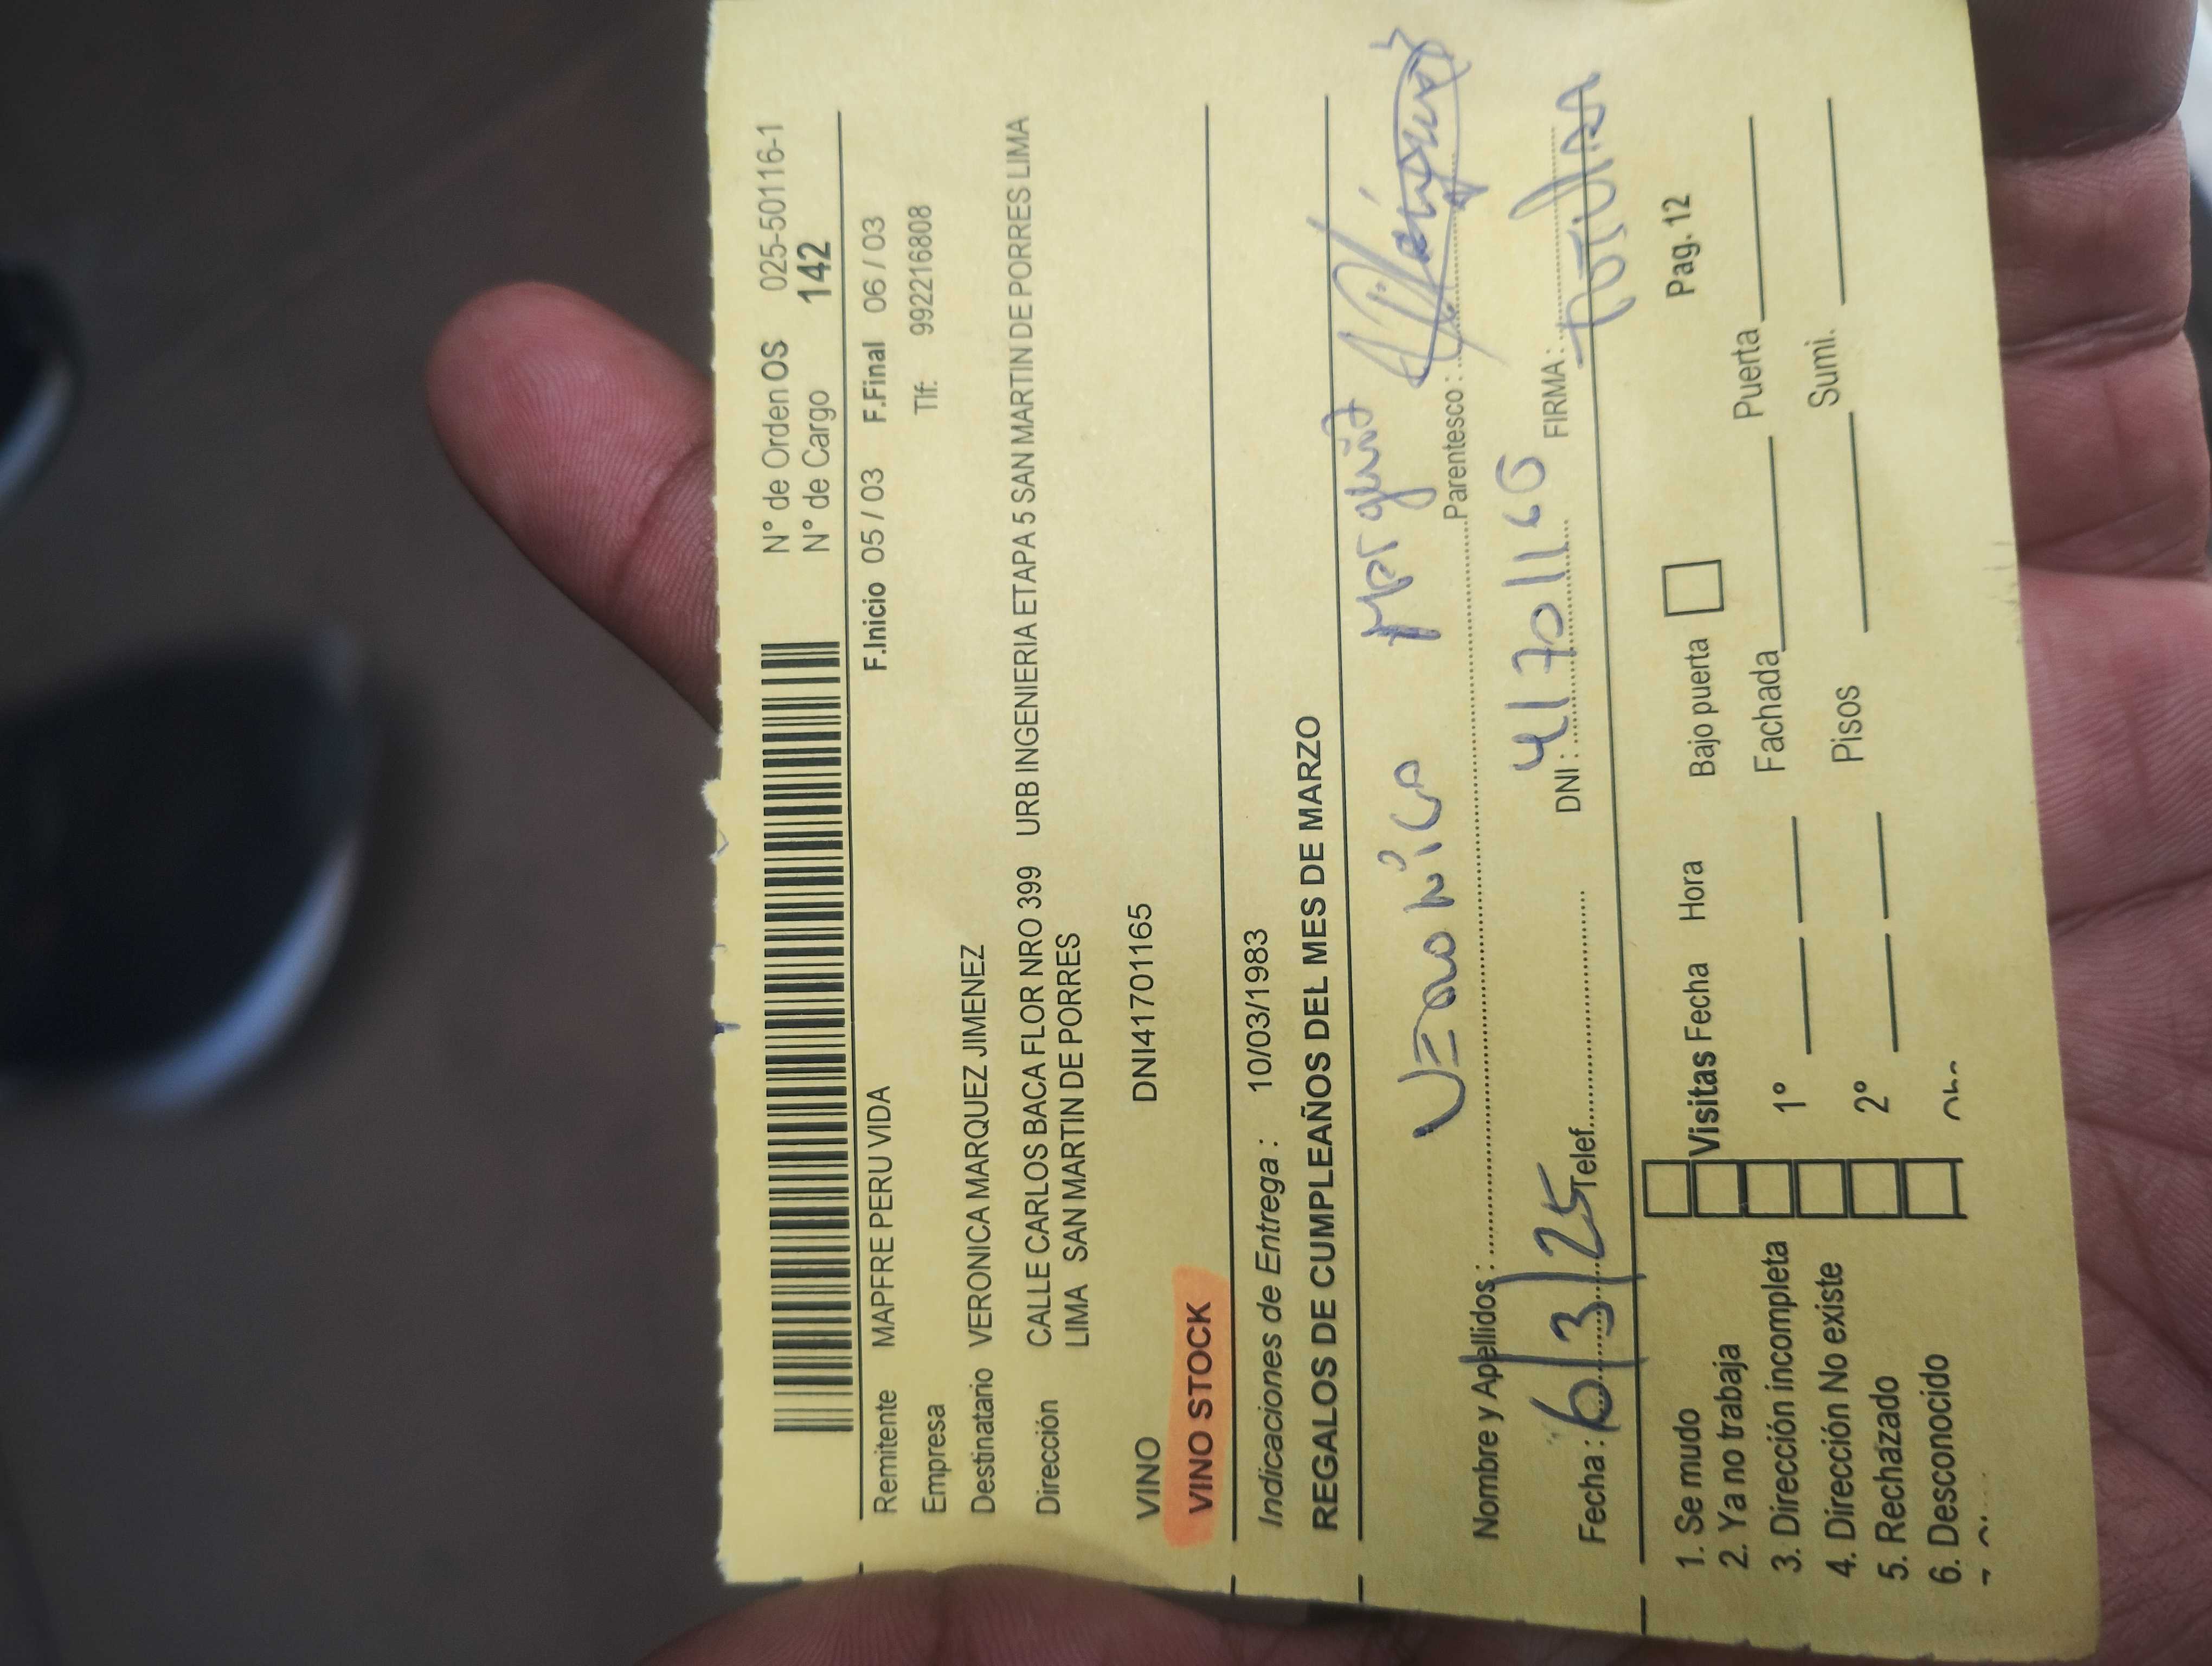 N° de Orden OS 025-50116-1
N° de Cargo 142
F.Inicio 05 / 03 F.Final 06 / 03
Remitente MAPFRE PERU VIDA
Empresa Tlf: 992216808
Destinatario VERONICA MARQUEZ JIMENEZ
Dirección CALLE CARLOS BACA FLOR NRO 399 URB INGENIERIA ETAPA 5 SAN MARTIN DE PORRES LIMA
LIMA SAN MARTIN DE PORRES
VINO DNI41701165
VINO STOCK
Indicaciones de Entrega : 10/03/1983
REGALOS DE CUMPLEAÑOS DEL MES DE MARZO
Nombre y Apellidos : Parentesco :
Fecha : 6/3/25 Telef. DNI : FIRMA :
titular
1. Se mudo
2. Ya no trabaja
3. Dirección incompleta
4. Dirección No existe
5. Rechazado
6. Desconocido
Visitas Fecha Hora Bajo puerta Pag. 12
1° Fachada Puerta
2° Pisos Sumi.